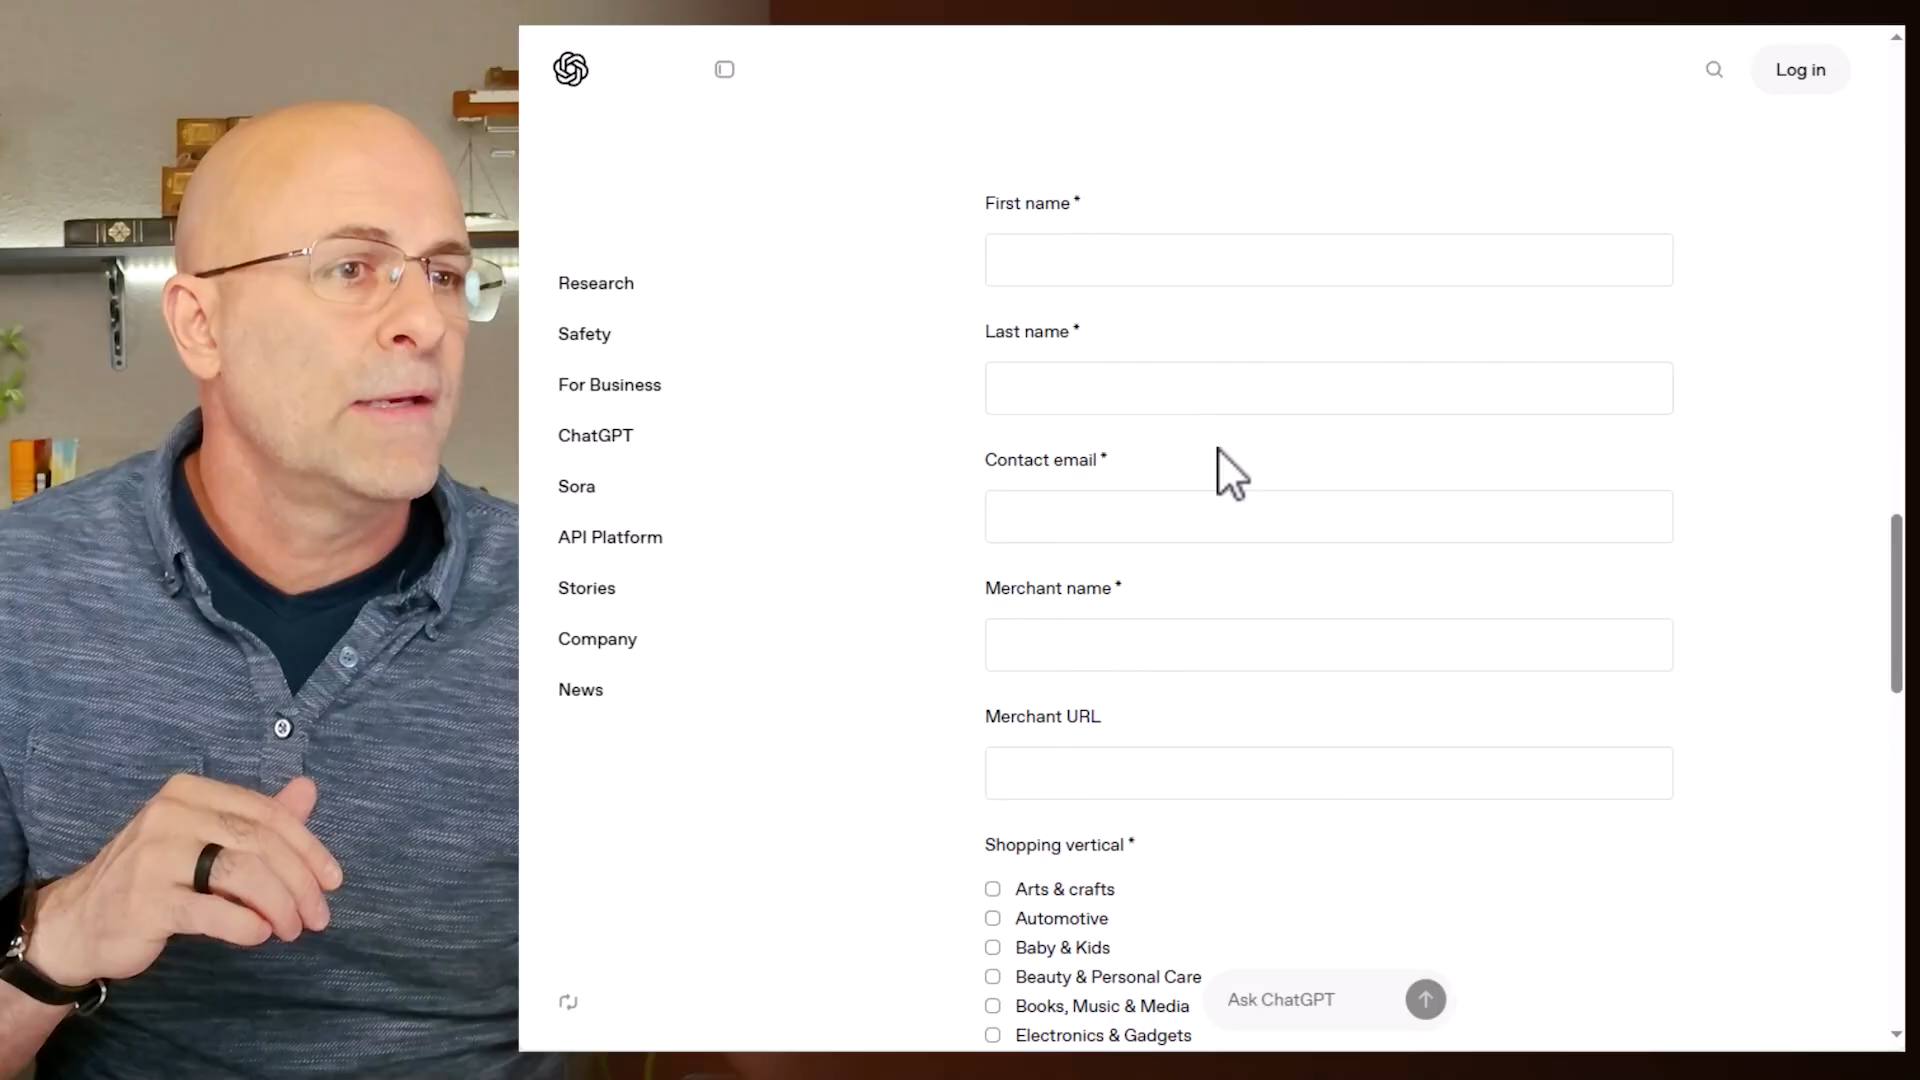 Log in
Research
Safety
For Business
ChatGPT
Sora
API Platform
Stories
Company
News
First name *
Last name *
Contact email *
Merchant name *
Merchant URL
Shopping vertical *
Arts & crafts
Automotive
Baby & Kids
Beauty & Personal Care
Books, Music & Media
Electronics & Gadgets
Ask ChatGPT